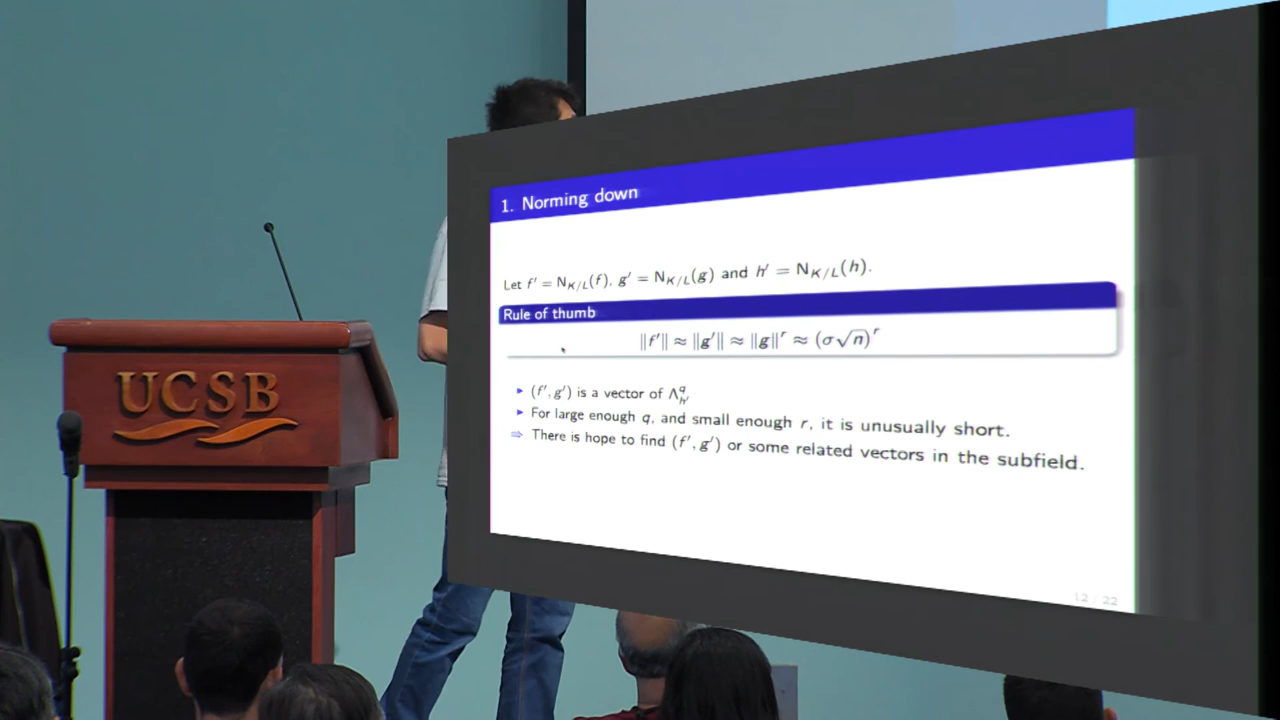 UCSB
1. Norming down
Let f′ = N_{K/L}(f), g′ = N_{K/L}(g) and h′ = N_{K/L}(h).
Rule of thumb
‖f′‖ ≈ ‖g′‖ ≈ ‖g‖^r ≈ (σ√n)^r
▶ (f′, g′) is a vector of Λ^q_{h′}
▶ For large enough q, and small enough r, it is unusually short.
⇒ There is hope to find (f′, g′) or some related vectors in the subfield.
12 / 22